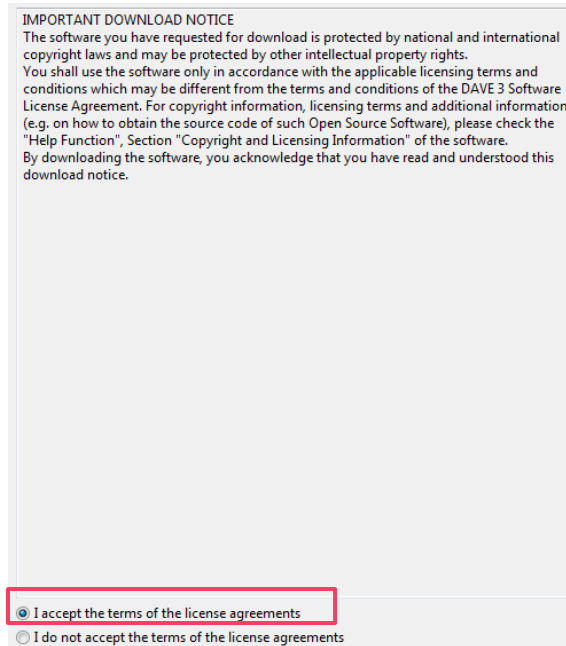 IMPORTANT DOWNLOAD NOTICE
The software you have requested for download is protected by national and international
copyright laws and may be protected by other intellectual property rights.
You shall use the software only in accordance with the applicable licensing terms and
conditions which may be different from the terms and conditions of the DAVE 3 Software
License Agreement. For copyright information, licensing terms and additional information
(e.g. on how to obtain the source code of such Open Source Software), please check the
"Help Function", Section "Copyright and Licensing Information" of the software.
By downloading the software, you acknowledge that you have read and understood this
download notice.
I accept the terms of the license agreements
I do not accept the terms of the license agreements